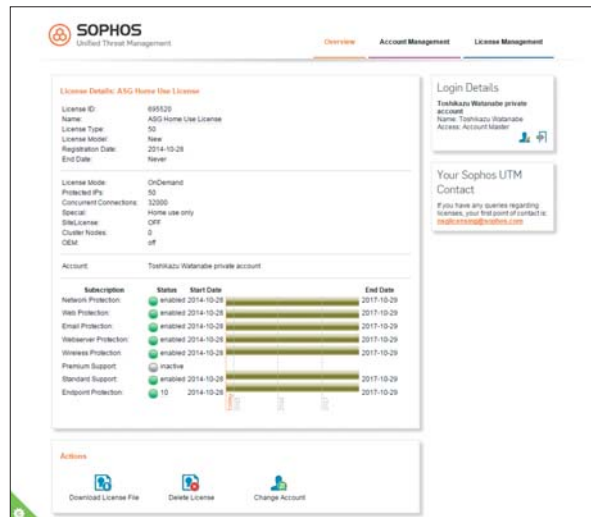 SOPHOS
Unified Threat Management
Overview
Account Management
License Management
License Details: ASG Home Use License
License ID: 695520
Name: ASG Home Use License
License Type: 50
License Model: New
Registration Date: 2014-10-28
End Date: Never
License Mode: OnDemand
Protected IPs: 50
Concurrent Connections: 32000
Special: Home use only
SiteLicense: OFF
Cluster Nodes: 0
OEM: off
Account: Toshikazu Watanabe private account
Subscription Status Start Date End Date
Network Protection: enabled 2014-10-28 2017-10-29
Web Protection: enabled 2014-10-28 2017-10-29
Email Protection: enabled 2014-10-28 2017-10-29
Webserver Protection: enabled 2014-10-28 2017-10-29
Wireless Protection: enabled 2014-10-28 2017-10-29
Premium Support: inactive
Standard Support: enabled 2014-10-28 2017-10-29
Endpoint Protection: 10 2014-10-28 2017-10-29
Actions
Download License File
Delete License
Change Account
Login Details
Toshikazu Watanabe private
account
Name: Toshikazu Watanabe
Access: Account Master
Your Sophos UTM
Contact
If you have any queries regarding
licenses, your first point of contact is: